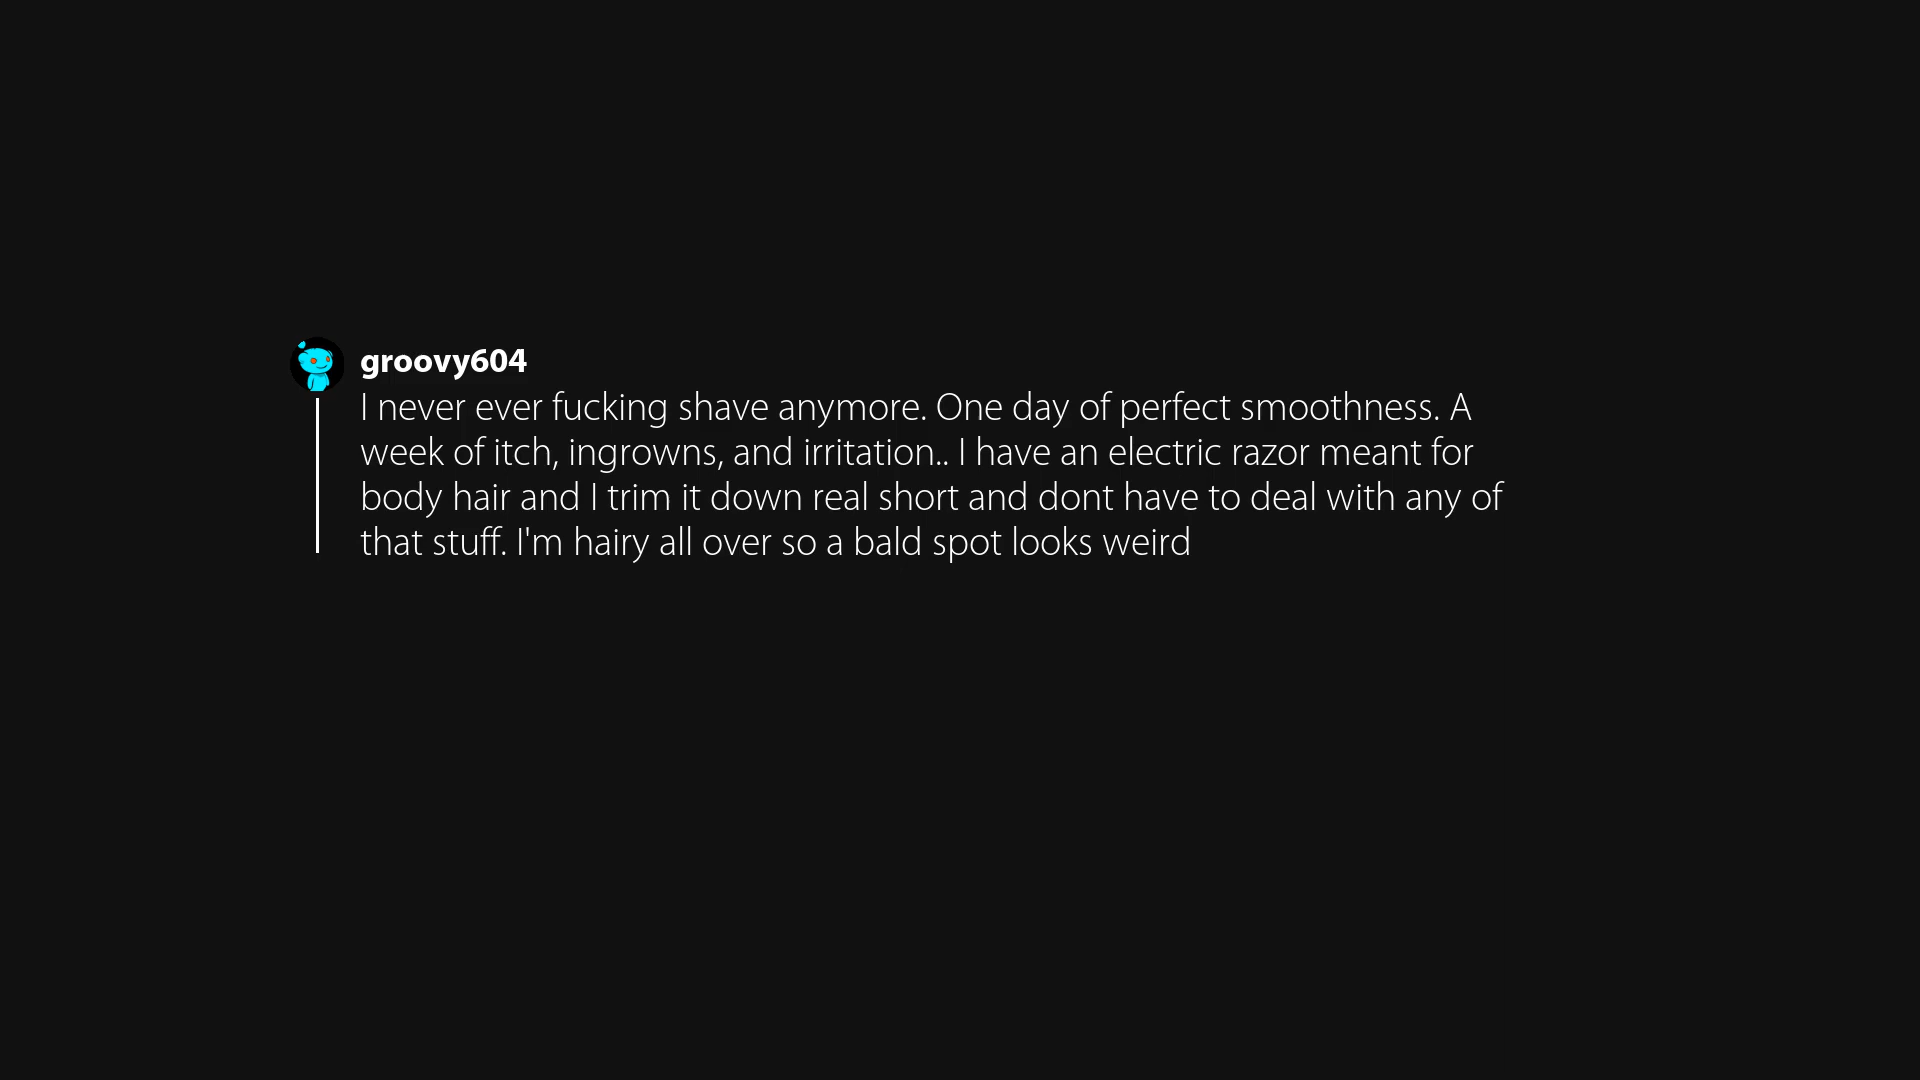 groovy604
I never ever fucking shave anymore. One day of perfect smoothness. A
week of itch, ingrowns, and irritation.. I have an electric razor meant for
body hair and I trim it down real short and dont have to deal with any of
that stuff. I'm hairy all over so a bald spot looks weird